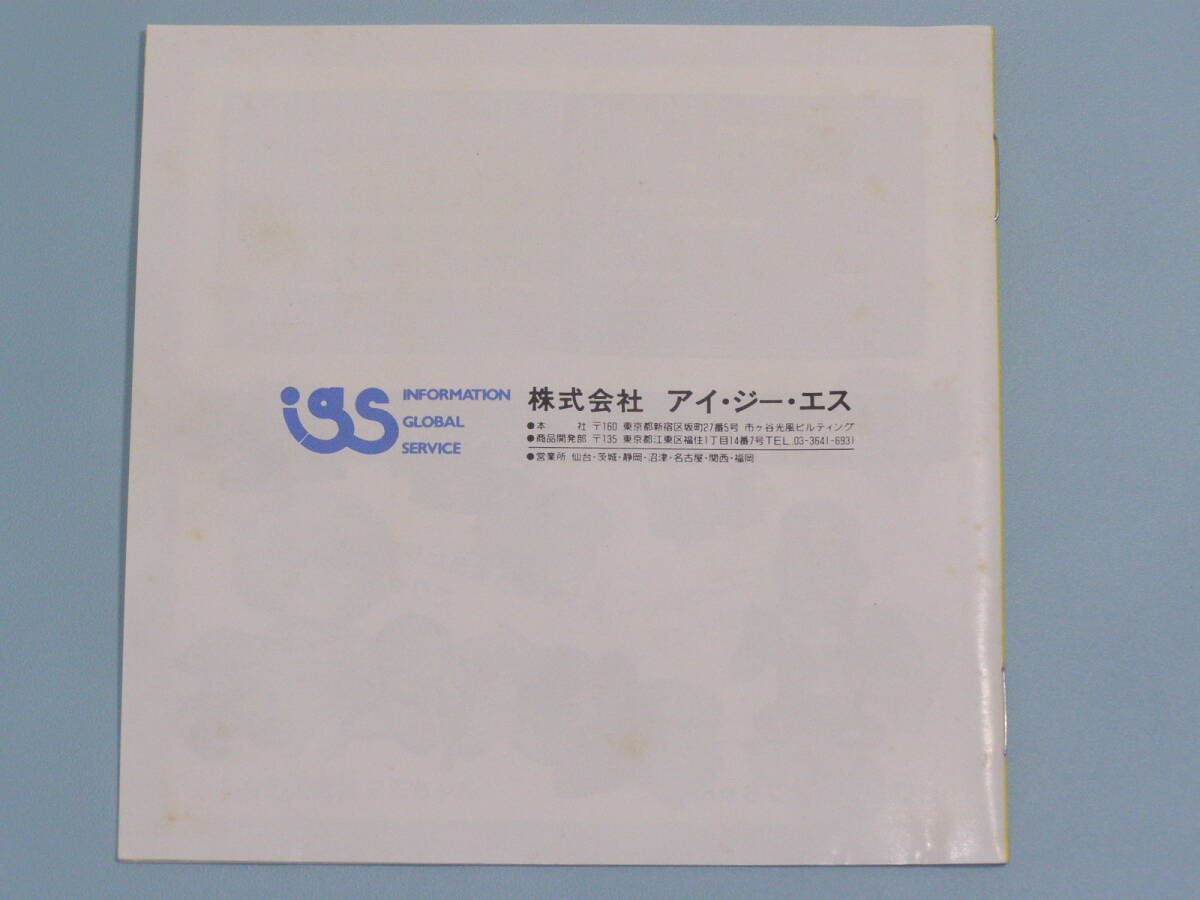 igs
INFORMATION
GLOBAL
SERVICE
株式会社 アイ・ジー・エス
●本 社 〒160 東京都新宿区坂町27番5号 市ヶ谷光風ビルディング
●商品開発部 〒135 東京都江東区福住1丁目14番7号TEL.03-3641-6931
●営業所 仙台・茨城・静岡・沼津・名古屋・関西・福岡